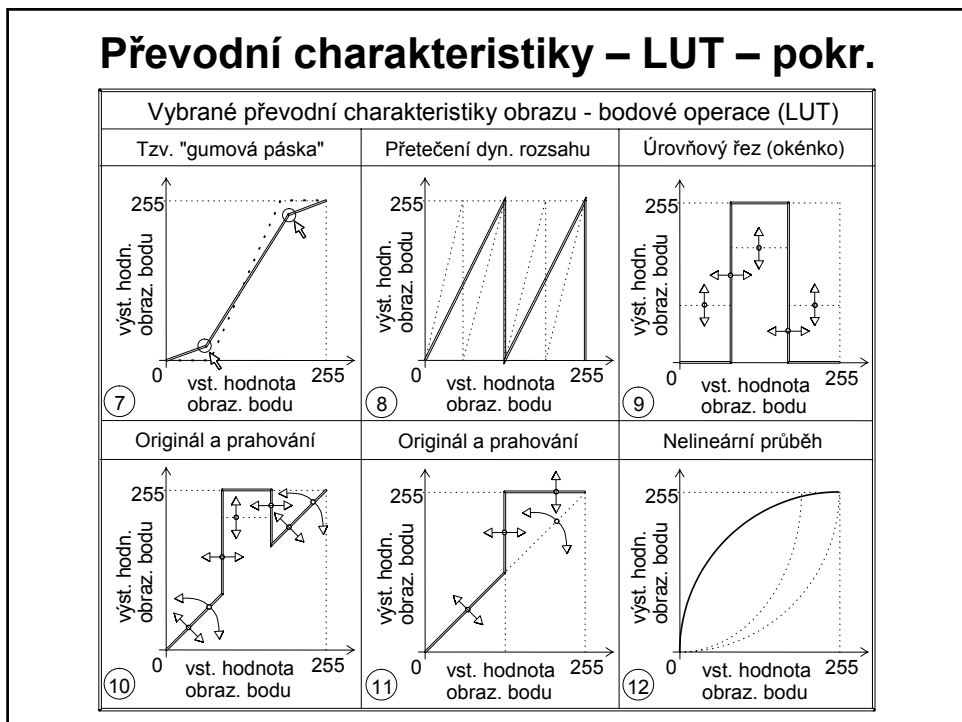 Převodní charakteristiky – LUT – pokr.
Vybrané převodní charakteristiky obrazu - bodové operace (LUT)
Tzv. "gumová páska"
255
výst. hodn.
obraz. bodu
0
vst. hodnota
obraz. bodu
255
7
Přetečení dyn. rozsahu
255
výst. hodn.
obraz. bodu
0
vst. hodnota
obraz. bodu
255
8
Úrovňový řez (okénko)
255
výst. hodn.
obraz. bodu
0
vst. hodnota
obraz. bodu
255
9
Originál a prahování
255
výst. hodn.
obraz. bodu
0
vst. hodnota
obraz. bodu
255
10
Originál a prahování
255
výst. hodn.
obraz. bodu
0
vst. hodnota
obraz. bodu
255
11
Nelineární průběh
255
výst. hodn.
obraz. bodu
0
vst. hodnota
obraz. bodu
255
12